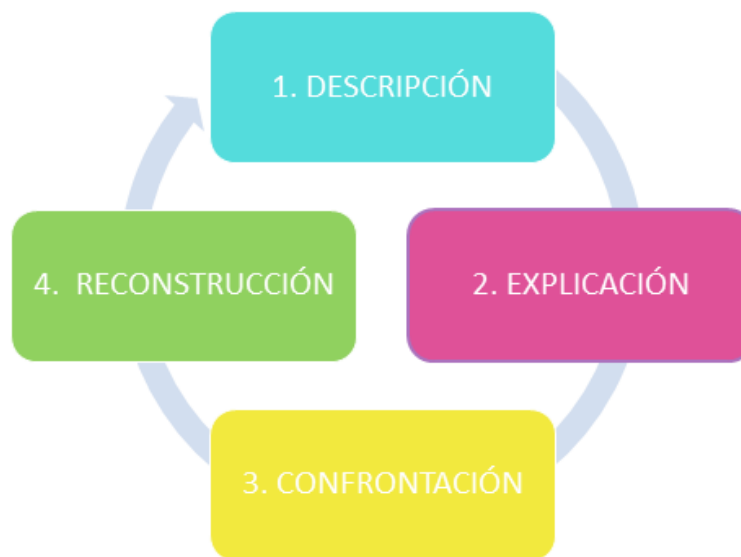 1. DESCRIPCIÓN
2. EXPLICACIÓN
3. CONFRONTACIÓN
4. RECONSTRUCCIÓN